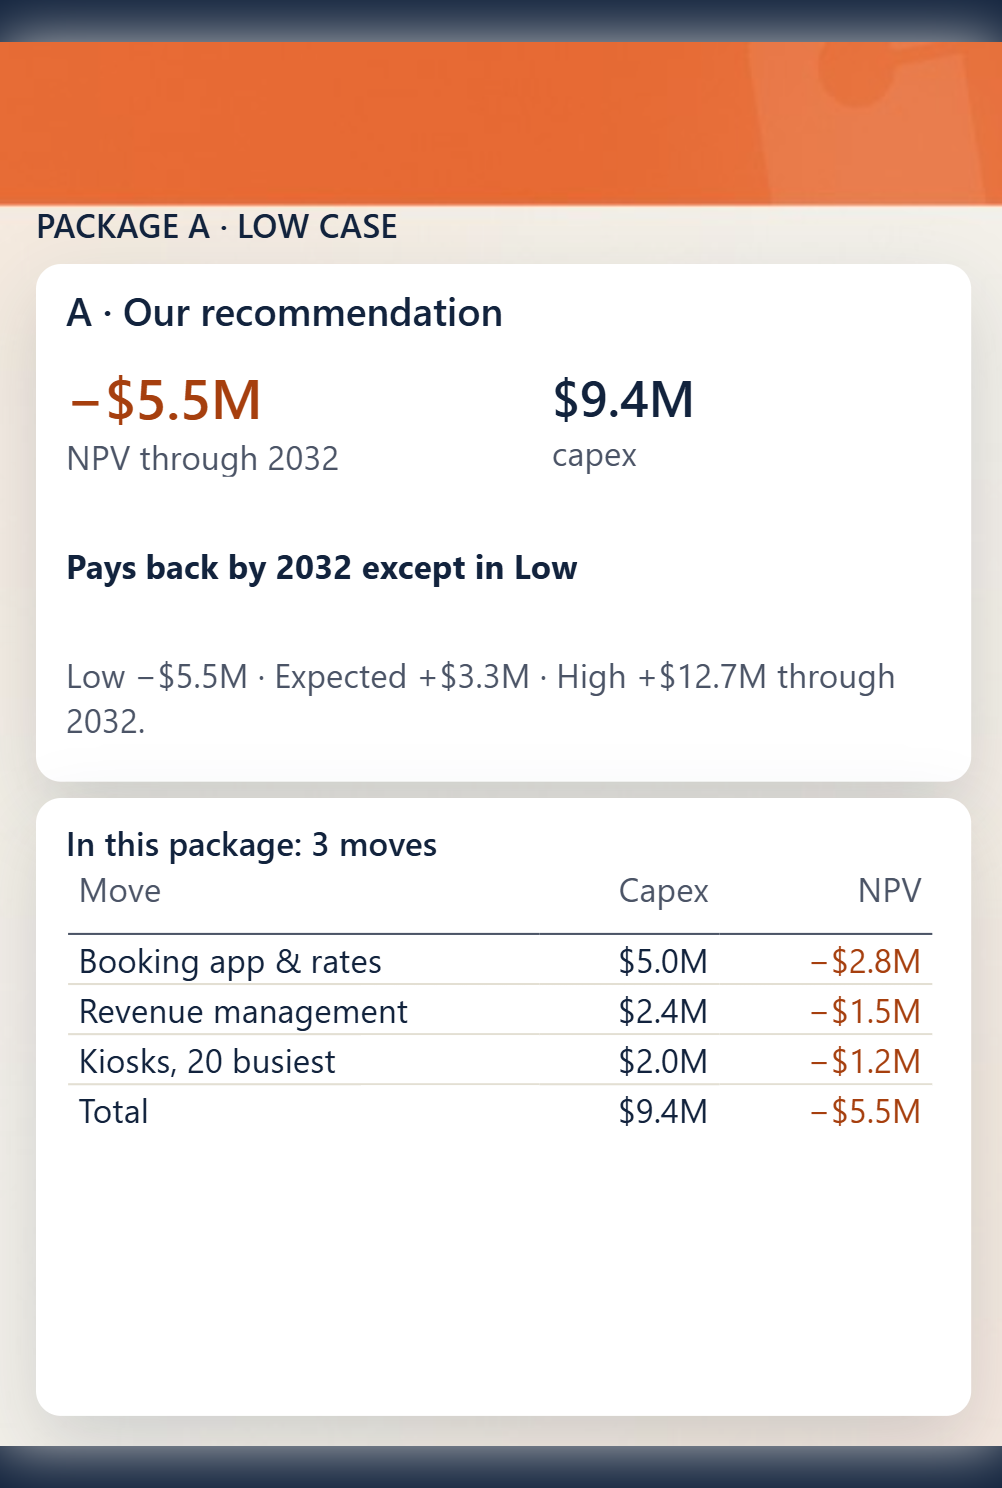 PACKAGE A · LOW CASE
A · Our recommendation
−$5.5M
$9.4M
NPV through 2032
capex
Pays back by 2032 except in Low
Low −$5.5M · Expected +$3.3M · High +$12.7M through
2032.
In this package: 3 moves
Move Capex NPV
Booking app & rates $5.0M −$2.8M
Revenue management $2.4M −$1.5M
Kiosks, 20 busiest $2.0M −$1.2M
Total $9.4M −$5.5M